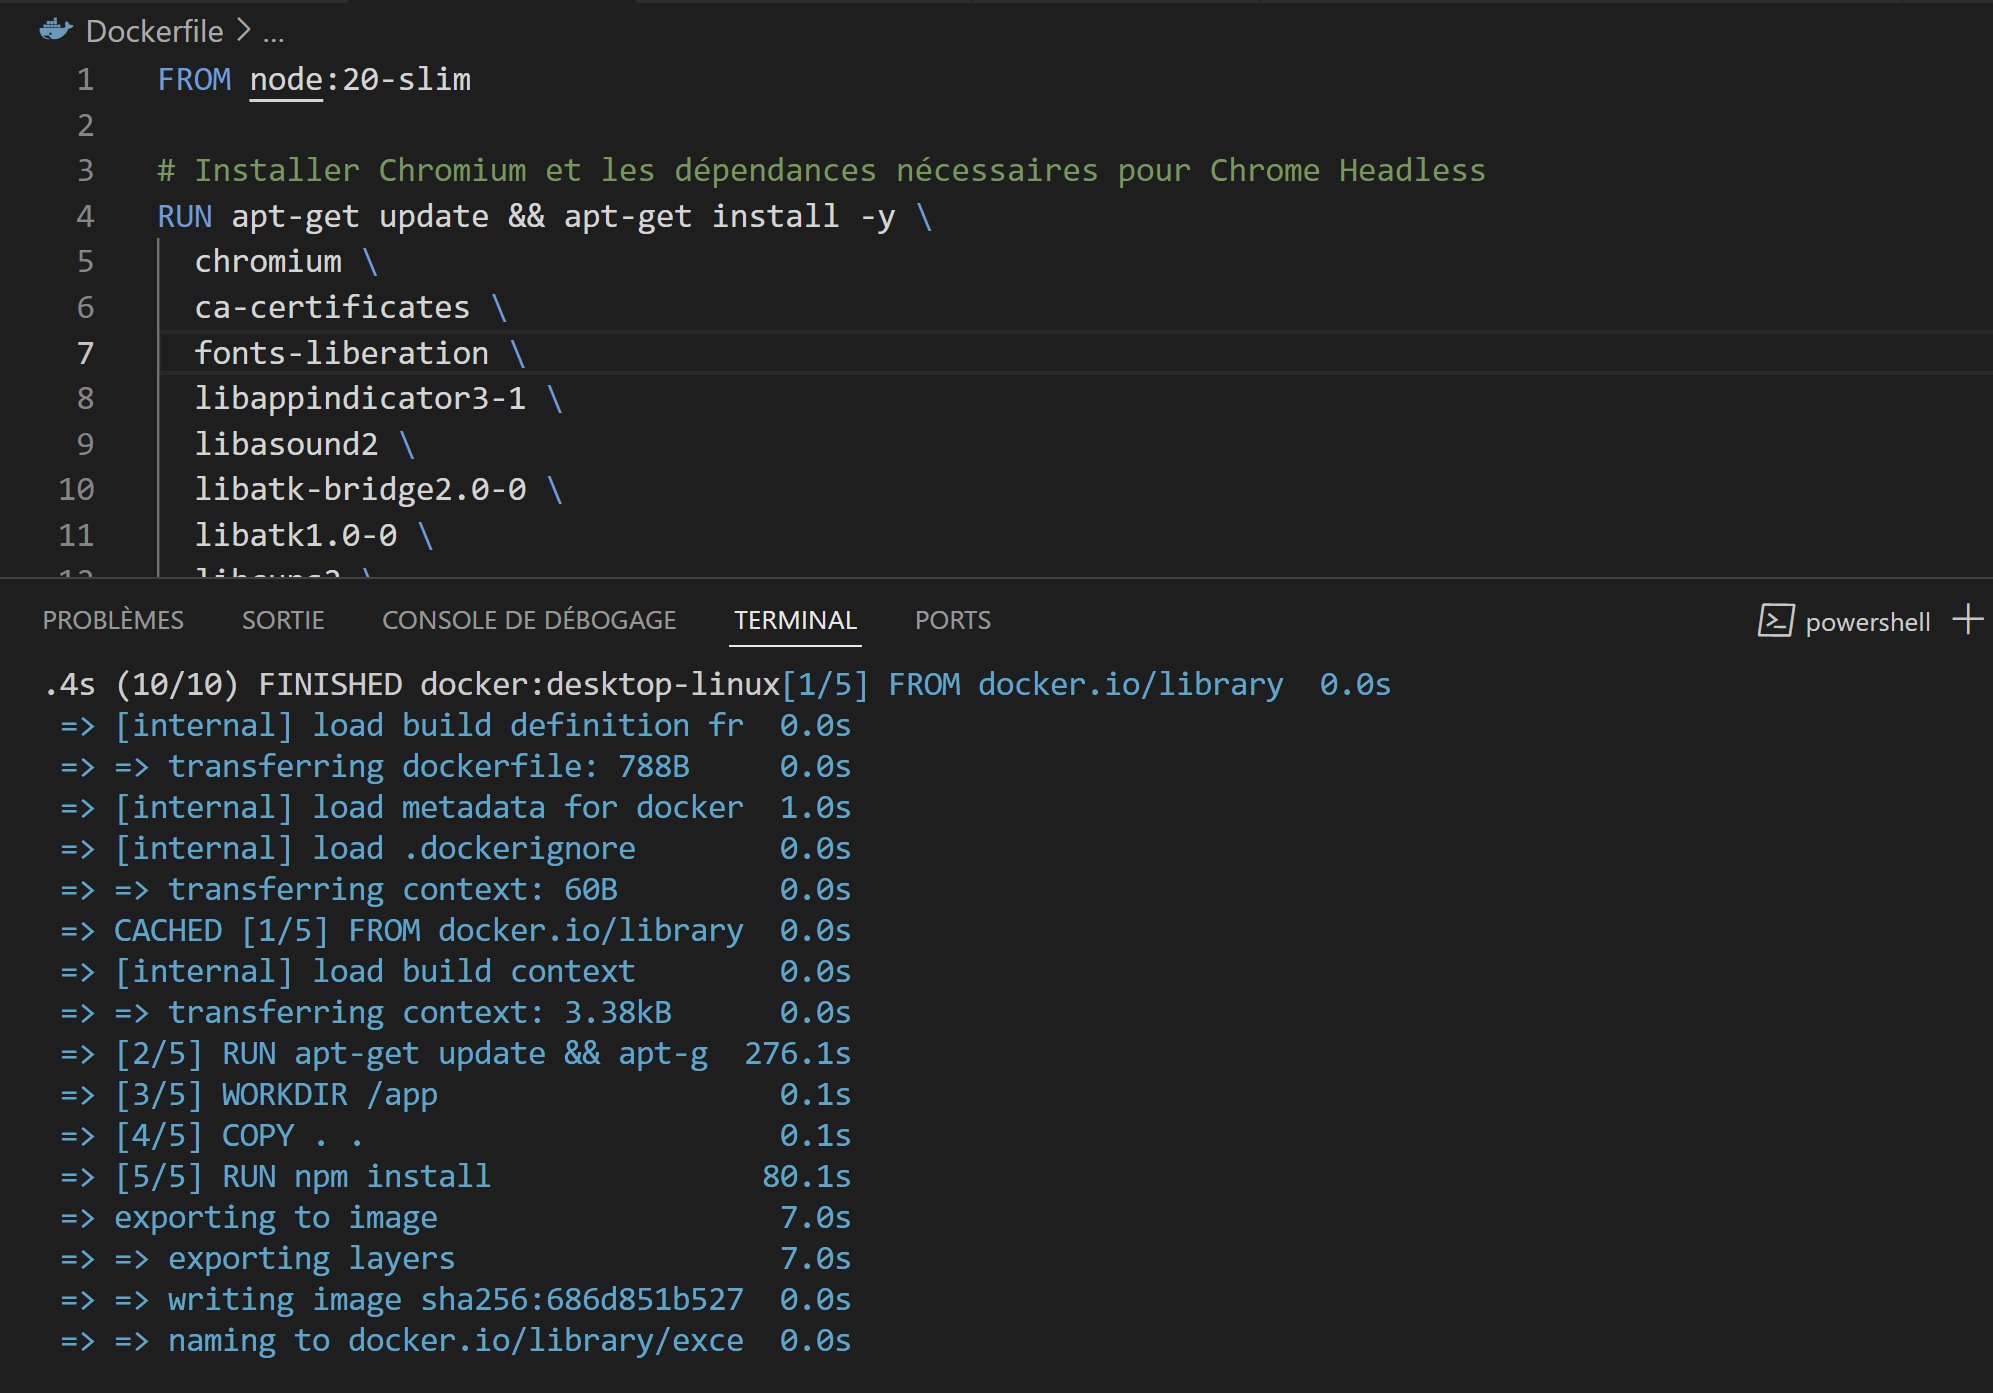 Dockerfile > ...
1 FROM node:20-slim
2
3 # Installer Chromium et les dépendances nécessaires pour Chrome Headless
4 RUN apt-get update && apt-get install -y \
5 chromium \
6 ca-certificates \
7 fonts-liberation \
8 libappindicator3-1 \
9 libasound2 \
10 libatk-bridge2.0-0 \
11 libatk1.0-0 \
12 libcups2 \
PROBLÈMES SORTIE CONSOLE DE DÉBOGAGE TERMINAL PORTS powershell +
.4s (10/10) FINISHED docker:desktop-linux[1/5] FROM docker.io/library 0.0s
=> [internal] load build definition fr 0.0s
=> => transferring dockerfile: 788B 0.0s
=> [internal] load metadata for docker 1.0s
=> [internal] load .dockerignore 0.0s
=> => transferring context: 60B 0.0s
=> CACHED [1/5] FROM docker.io/library 0.0s
=> [internal] load build context 0.0s
=> => transferring context: 3.38kB 0.0s
=> [2/5] RUN apt-get update && apt-g 276.1s
=> [3/5] WORKDIR /app 0.1s
=> [4/5] COPY . . 0.1s
=> [5/5] RUN npm install 80.1s
=> exporting to image 7.0s
=> => exporting layers 7.0s
=> => writing image sha256:686d851b527 0.0s
=> => naming to docker.io/library/exce 0.0s